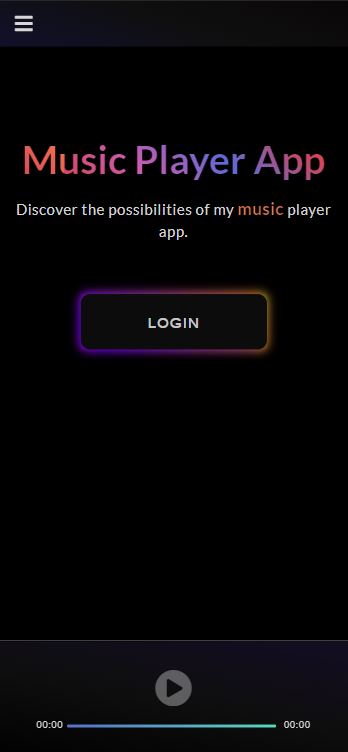 Music Player App
Discover the possibilities of my music player
app.
LOGIN
00:00 00:00